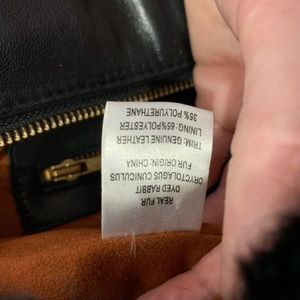 REAL FUR
DYED RABBIT
ORYCTOLAGUS CUNICULUS
FUR ORIGIN: CHINA
TRIM: GENUINE LEATHER
LINING: 65% POLYESTER
35% POLYURETHANE